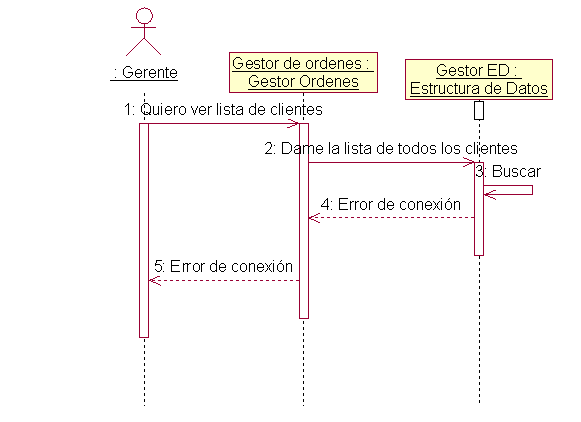 : Gerente
Gestor de ordenes :
Gestor Ordenes
Gestor ED :
Estructura de Datos
1: Quiero ver lista de clientes
2: Dame la lista de todos los clientes
3: Buscar
4: Error de conexión
5: Error de conexión